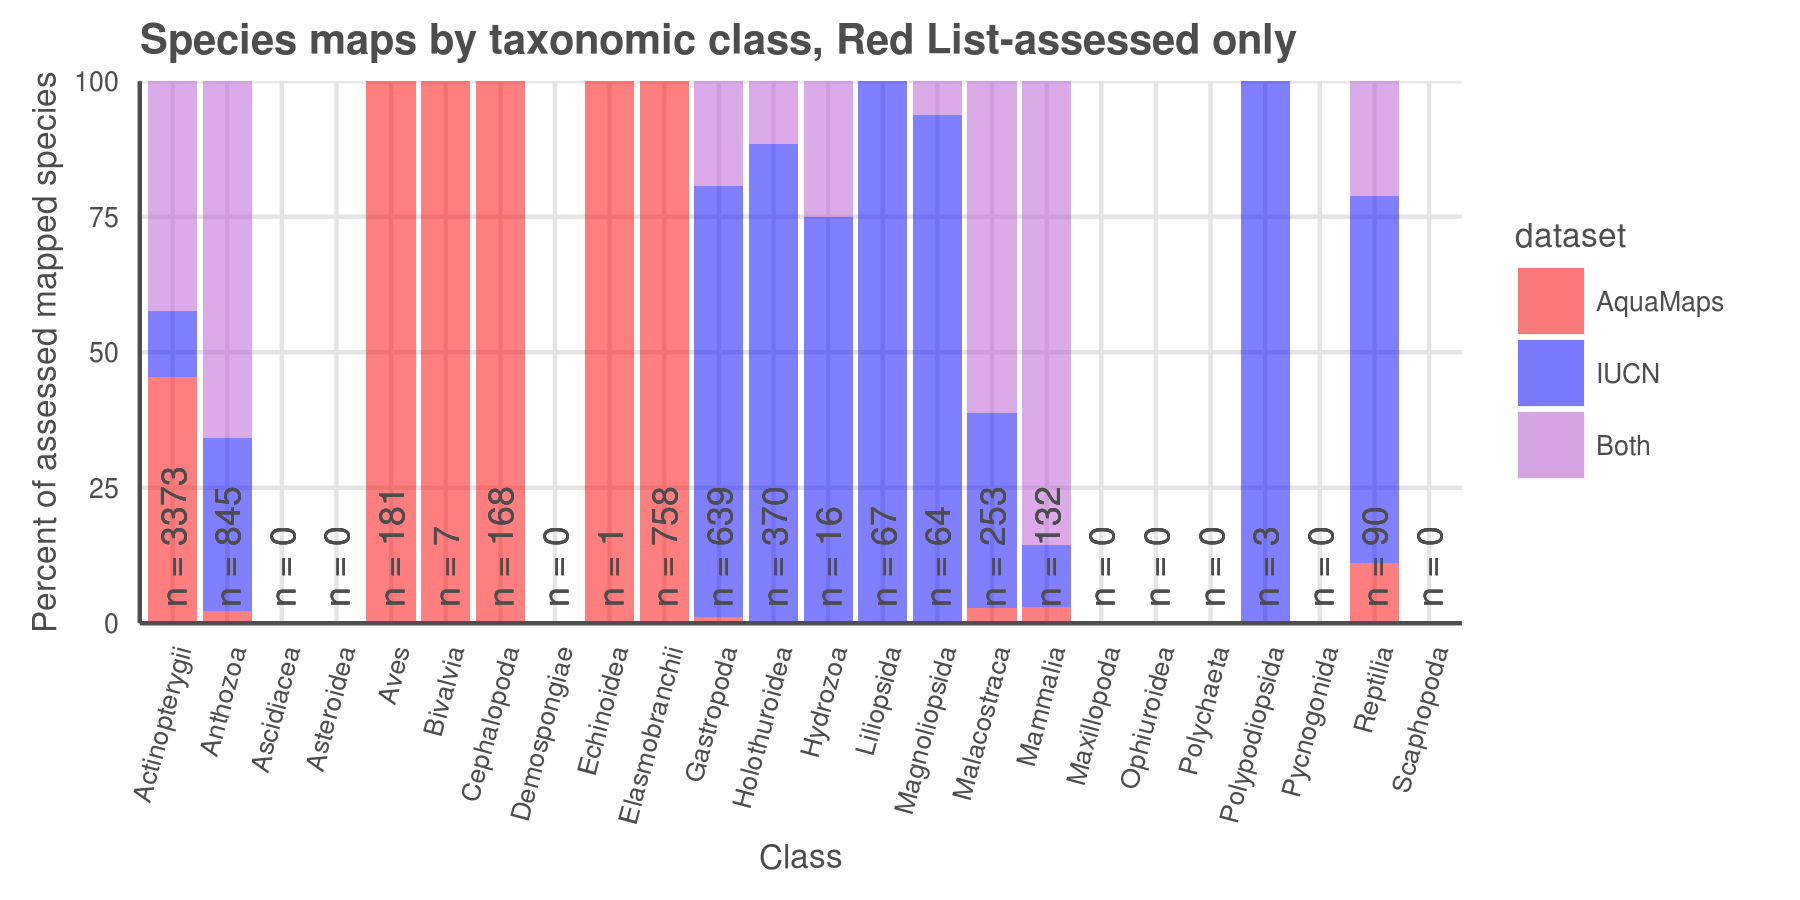 Species maps by taxonomic class, Red List-assessed only
Percent of assessed mapped species
100
75
50
25
0
n = 3373
n = 845
n = 0
n = 0
n = 181
n = 7
n = 168
n = 0
n = 1
n = 758
n = 639
n = 370
n = 16
n = 67
n = 64
n = 253
n = 132
n = 0
n = 0
n = 0
n = 3
n = 0
n = 90
n = 0
Actinopterygii
Anthozoa
Ascidiacea
Asteroidea
Aves
Bivalvia
Cephalopoda
Demospongiae
Echinoidea
Elasmobranchii
Gastropoda
Holothuroidea
Hydrozoa
Liliopsida
Magnoliopsida
Malacostraca
Mammalia
Maxillopoda
Ophiuroidea
Polychaeta
Polypodiopsida
Pycnogonida
Reptilia
Scaphopoda
Class
dataset
AquaMaps
IUCN
Both